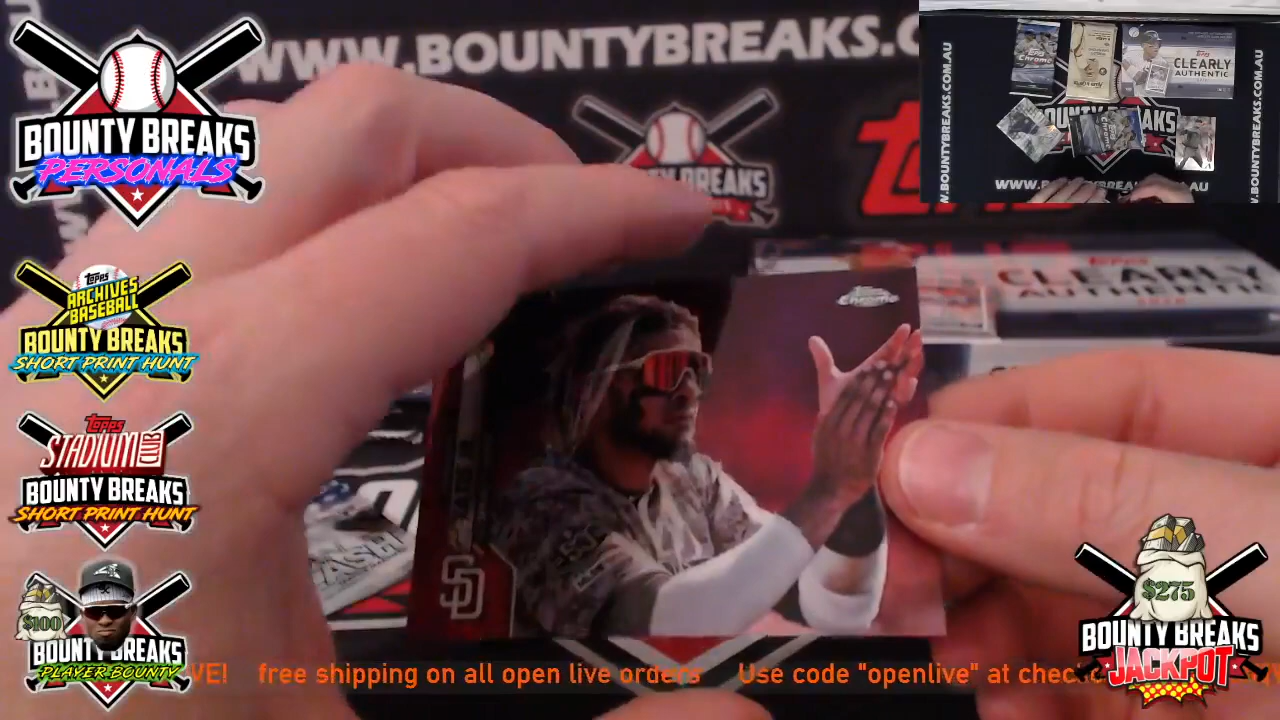 WWW.BOUNTYBREAKS.C
BOUNTY BREAKS
PERSONALS
Topps
ARCHIVES
BASEBALL
BOUNTY BREAKS
SHORT PRINT HUNT
Topps
STADIUM
CLUB
BOUNTY BREAKS
SHORT PRINT HUNT
$100
BOUNTY BREAKS
PLAYER BOUNTY
Chrome
SD
CLEARLY
AUTHENTIC
WWW.BOUNTYBREAKS.COM.AU
Topps
CLEARLY
AUTHENTIC
WWW.BOUNTYBREAKS.COM.AU
$275
BOUNTY BREAKS
JACKPOT
VE! free shipping on all open live orders Use code "openlive" at chec